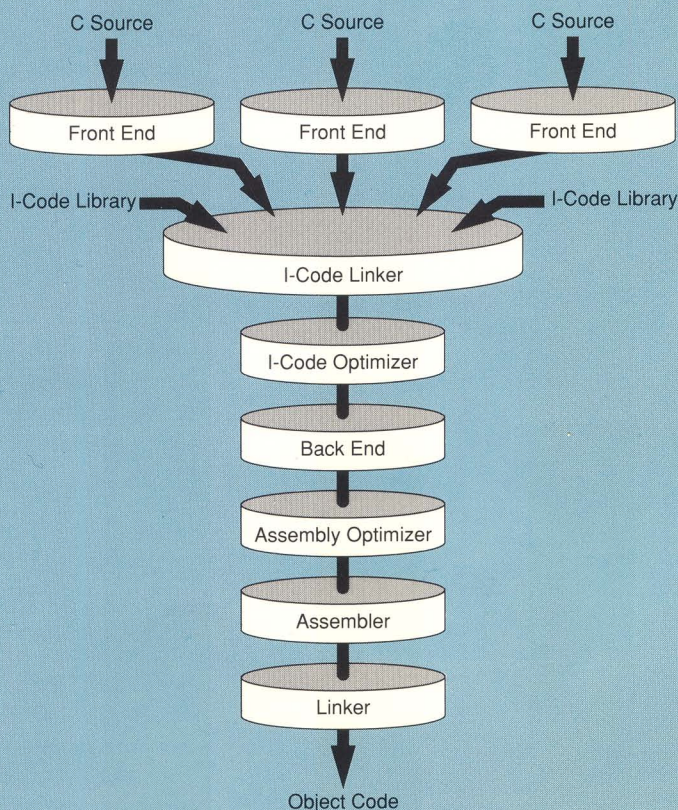 C Source
C Source
C Source
Front End
Front End
Front End
I-Code Library
I-Code Library
I-Code Linker
I-Code Optimizer
Back End
Assembly Optimizer
Assembler
Linker
Object Code